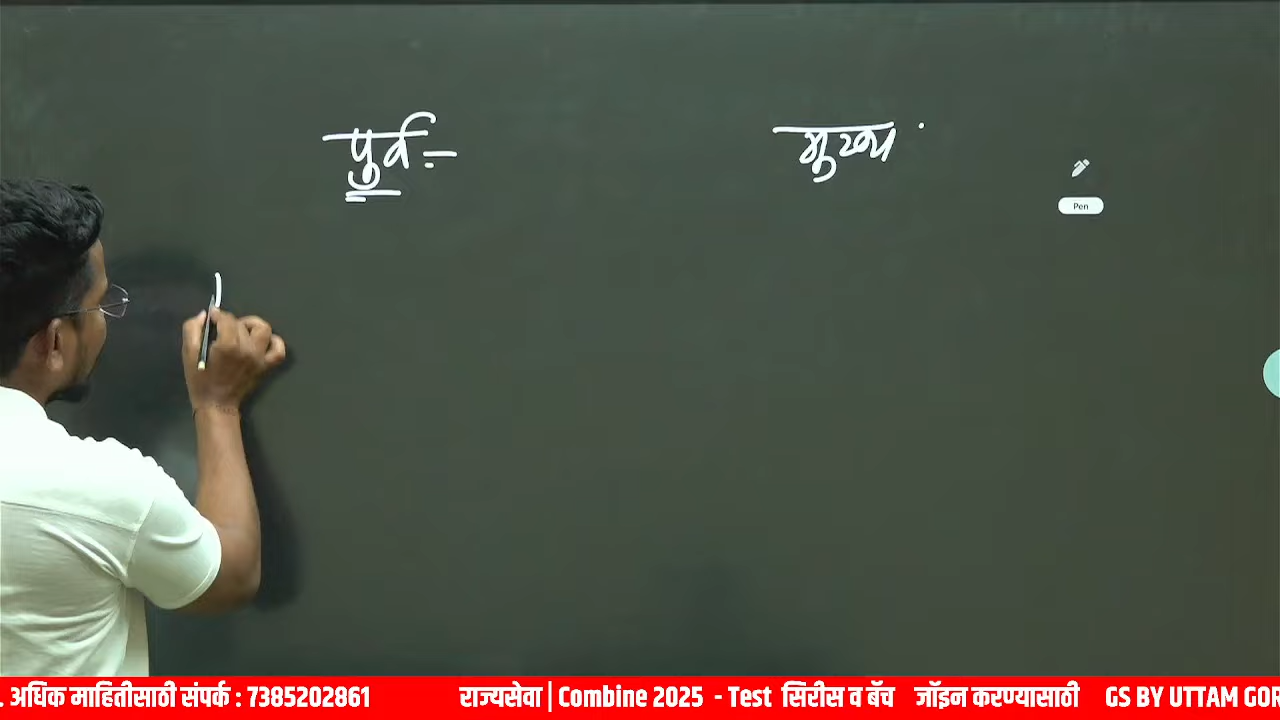 पुर्व :-
मुख्य
Pen
. अधिक माहितीसाठी संपर्क : 7385202861 राज्यसेवा | Combine 2025 - Test सिरीस व बॅच जॉइन करण्यासाठी GS BY UTTAM GOR